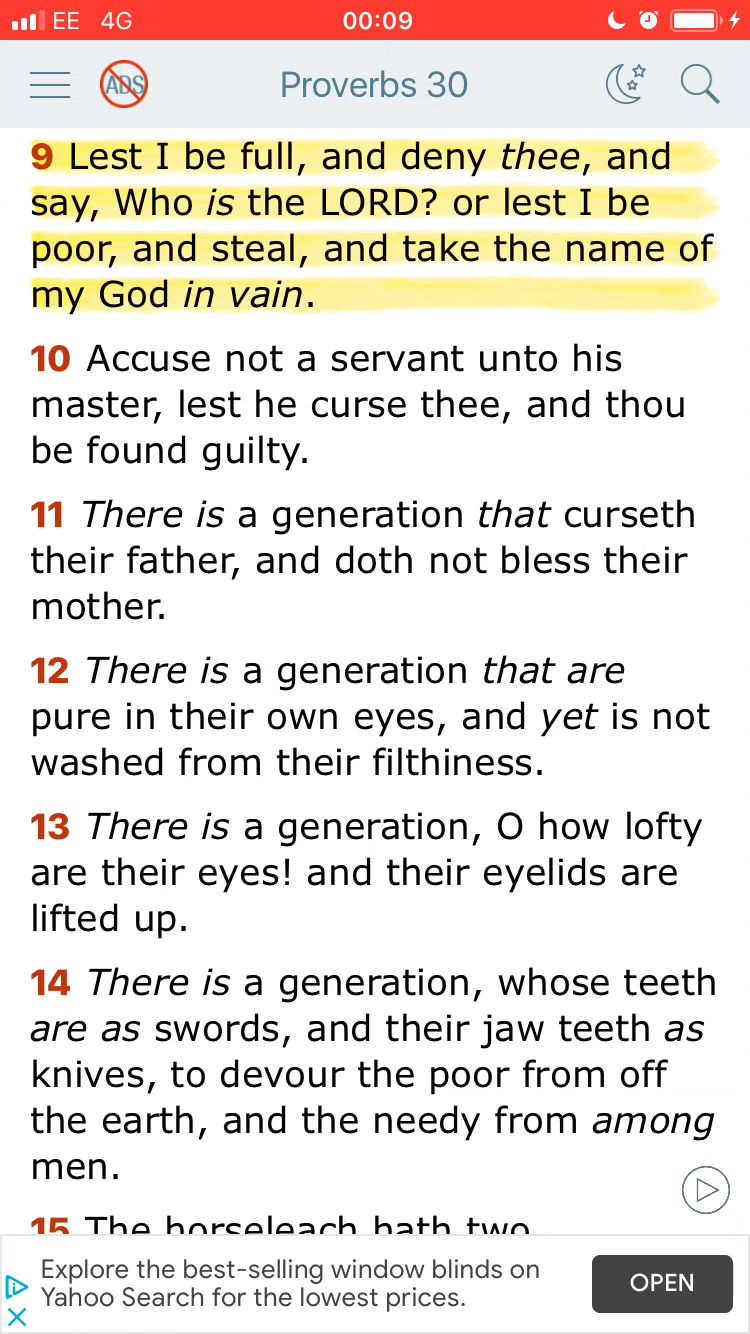 EE 4G 00:09
ADS Proverbs 30
9 Lest I be full, and deny thee, and
say, Who is the LORD? or lest I be
poor, and steal, and take the name of
my God in vain.
10 Accuse not a servant unto his
master, lest he curse thee, and thou
be found guilty.
11 There is a generation that curseth
their father, and doth not bless their
mother.
12 There is a generation that are
pure in their own eyes, and yet is not
washed from their filthiness.
13 There is a generation, O how lofty
are their eyes! and their eyelids are
lifted up.
14 There is a generation, whose teeth
are as swords, and their jaw teeth as
knives, to devour the poor from off
the earth, and the needy from among
men.
15 The horseleach hath two
Explore the best-selling window blinds on
Yahoo Search for the lowest prices.
OPEN